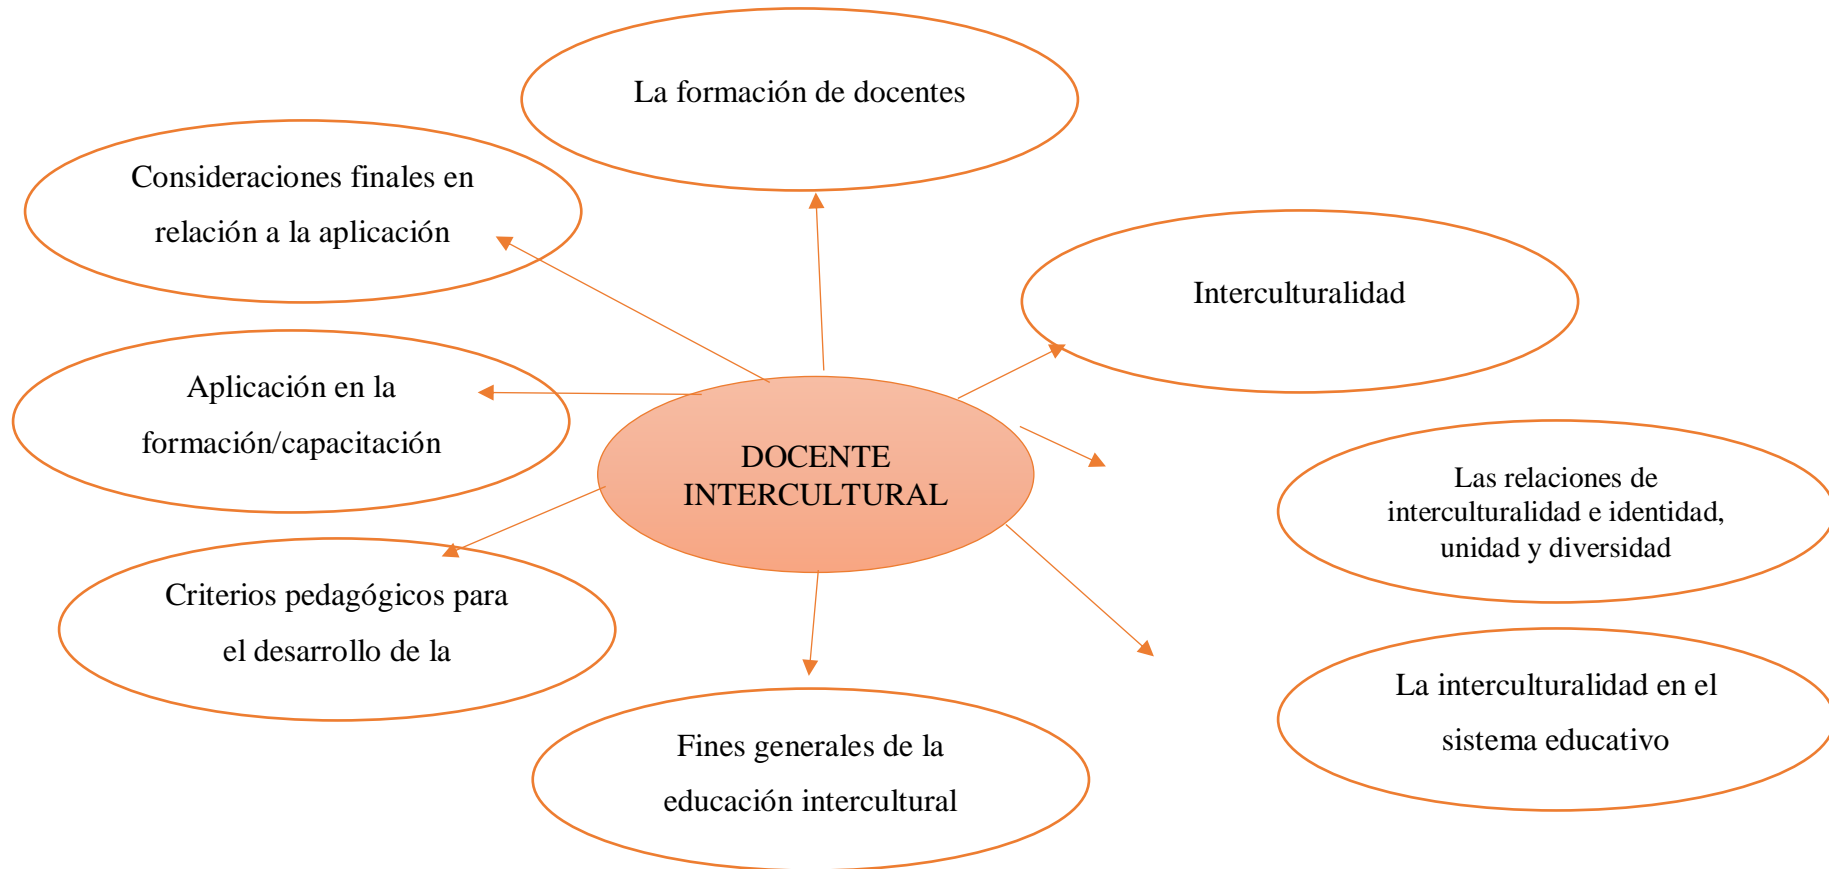 La formación de docentes
Consideraciones finales en
relación a la aplicación
Interculturalidad
Aplicación en la
formación/capacitación
DOCENTE
INTERCULTURAL
Las relaciones de
interculturalidad e identidad,
unidad y diversidad
Criterios pedagógicos para
el desarrollo de la
La interculturalidad en el
sistema educativo
Fines generales de la
educación intercultural